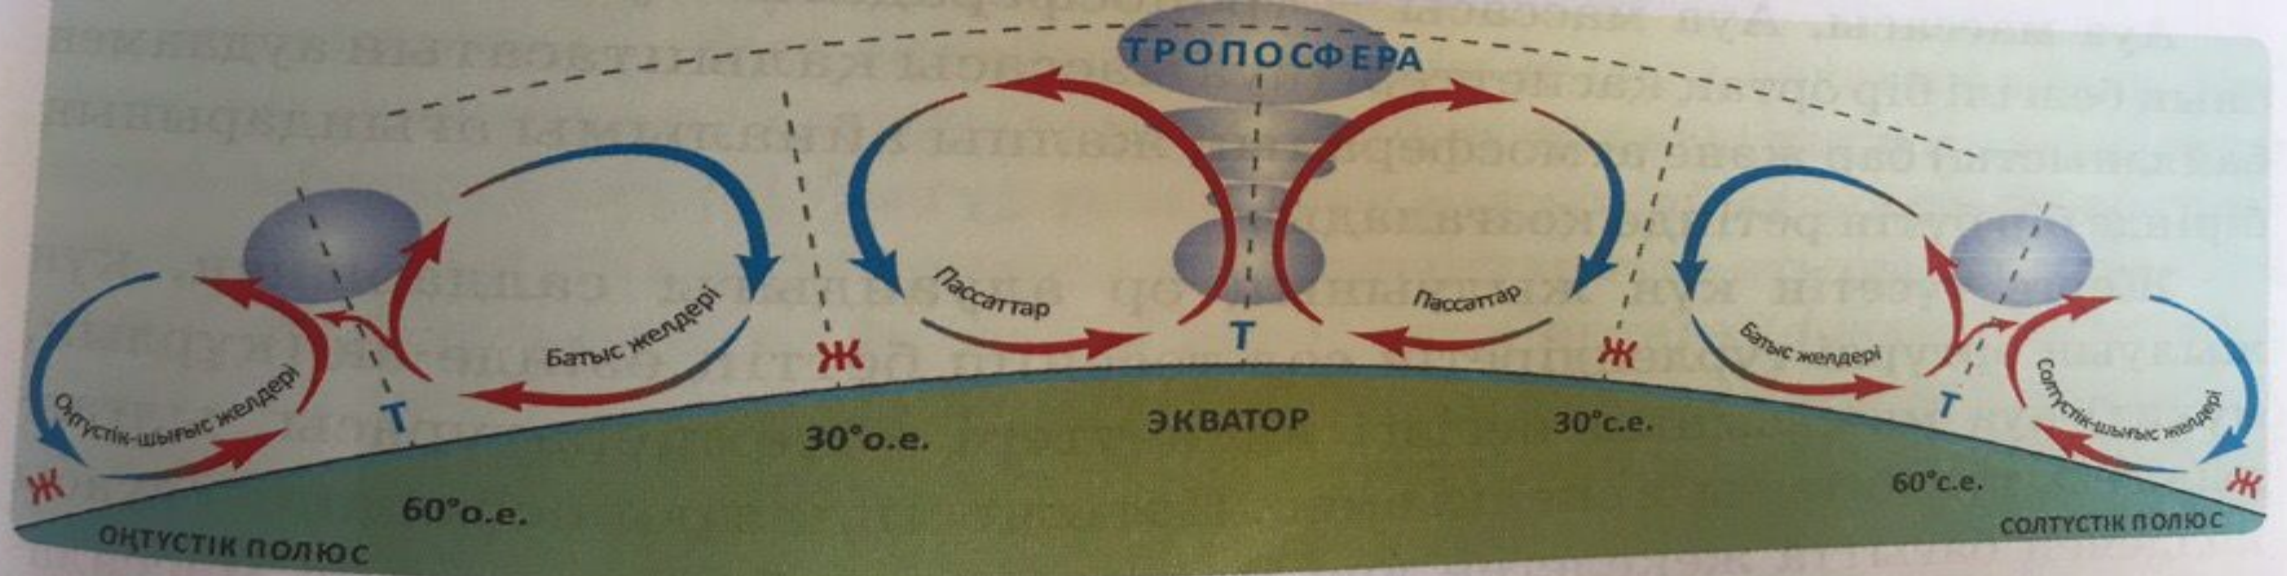 ТРОПОСФЕРА
Оңтүстік-шығыс желдері
Батыс желдері
Пассаттар
Пассаттар
Батыс желдері
Солтүстік-шығыс желдері
Ж
Т
Ж
Т
Ж
Т
Ж
60°о.е.
30°о.е.
ЭКВАТОР
30°с.е.
60°с.е.
ОҢТҮСТІК ПОЛЮС
СОЛТҮСТІК ПОЛЮС